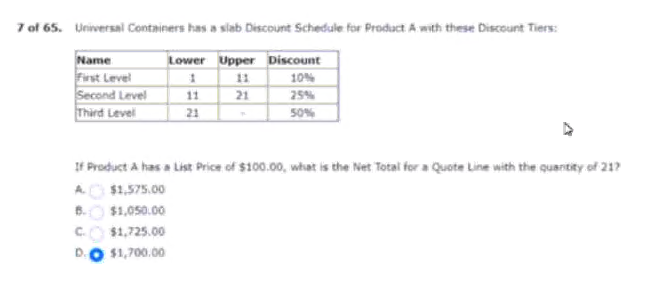 7 of 65. Universal Containers has a slab Discount Schedule for Product A with these Discount Tiers:
Name Lower Upper Discount
First Level 1 11 10%
Second Level 11 21 25%
Third Level 21 - 50%
If Product A has a List Price of $100.00, what is the Net Total for a Quote Line with the quantity of 21?
A. $1,575.00
B. $1,050.00
C. $1,725.00
D. $1,700.00